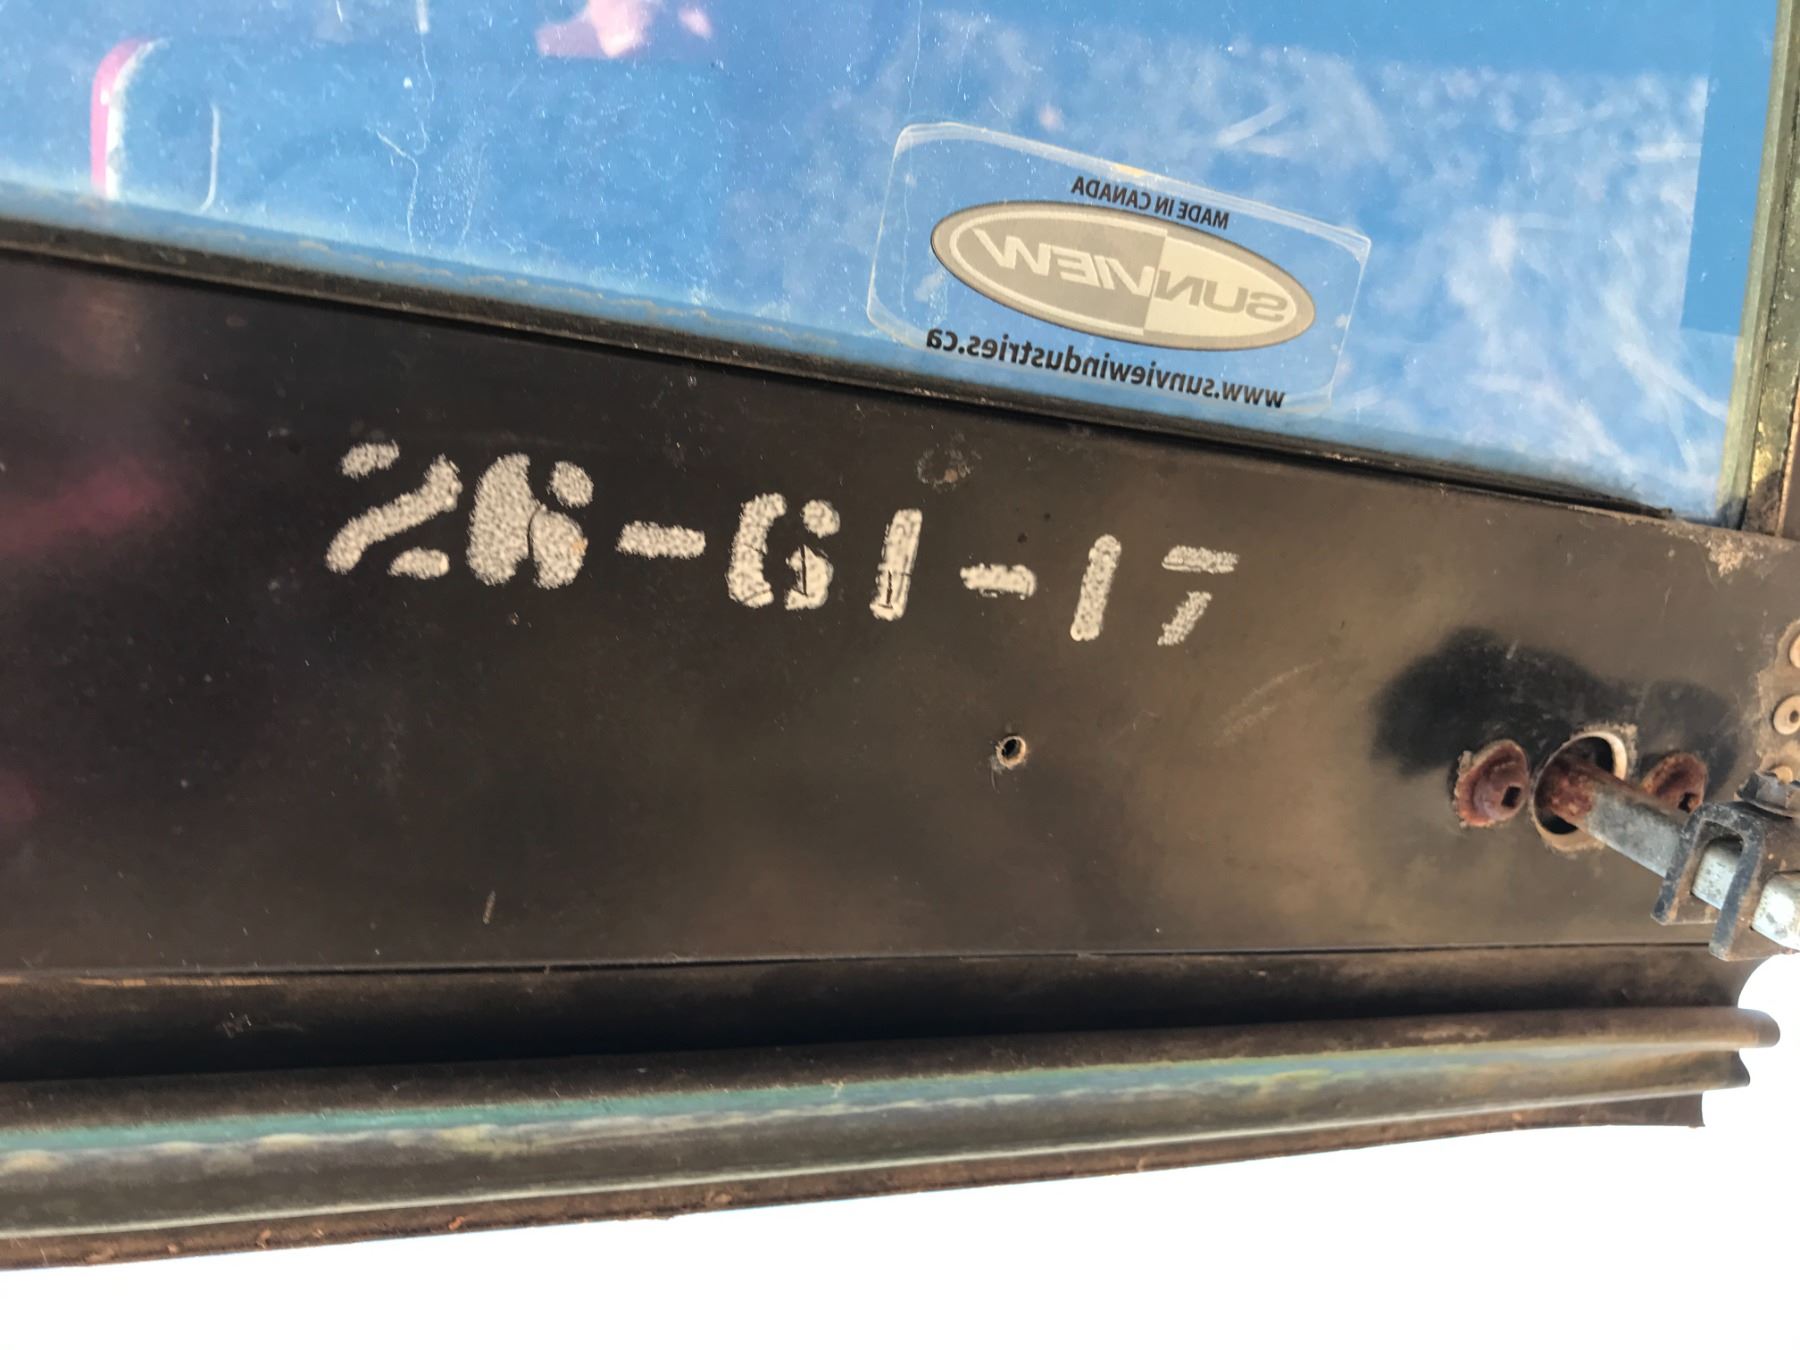 MADE IN CANADA
SUNVIEW
www.sunviewindustries.ca
26-61-17